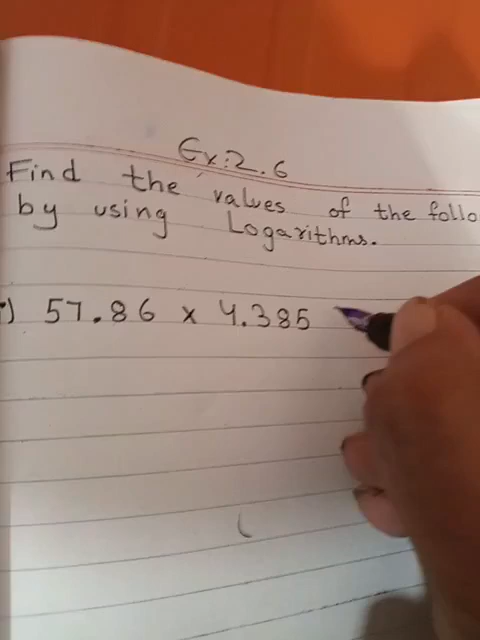 Ex:2.6
Find the values of the follo
by using Logarithms.
) 57.86 x 4.385